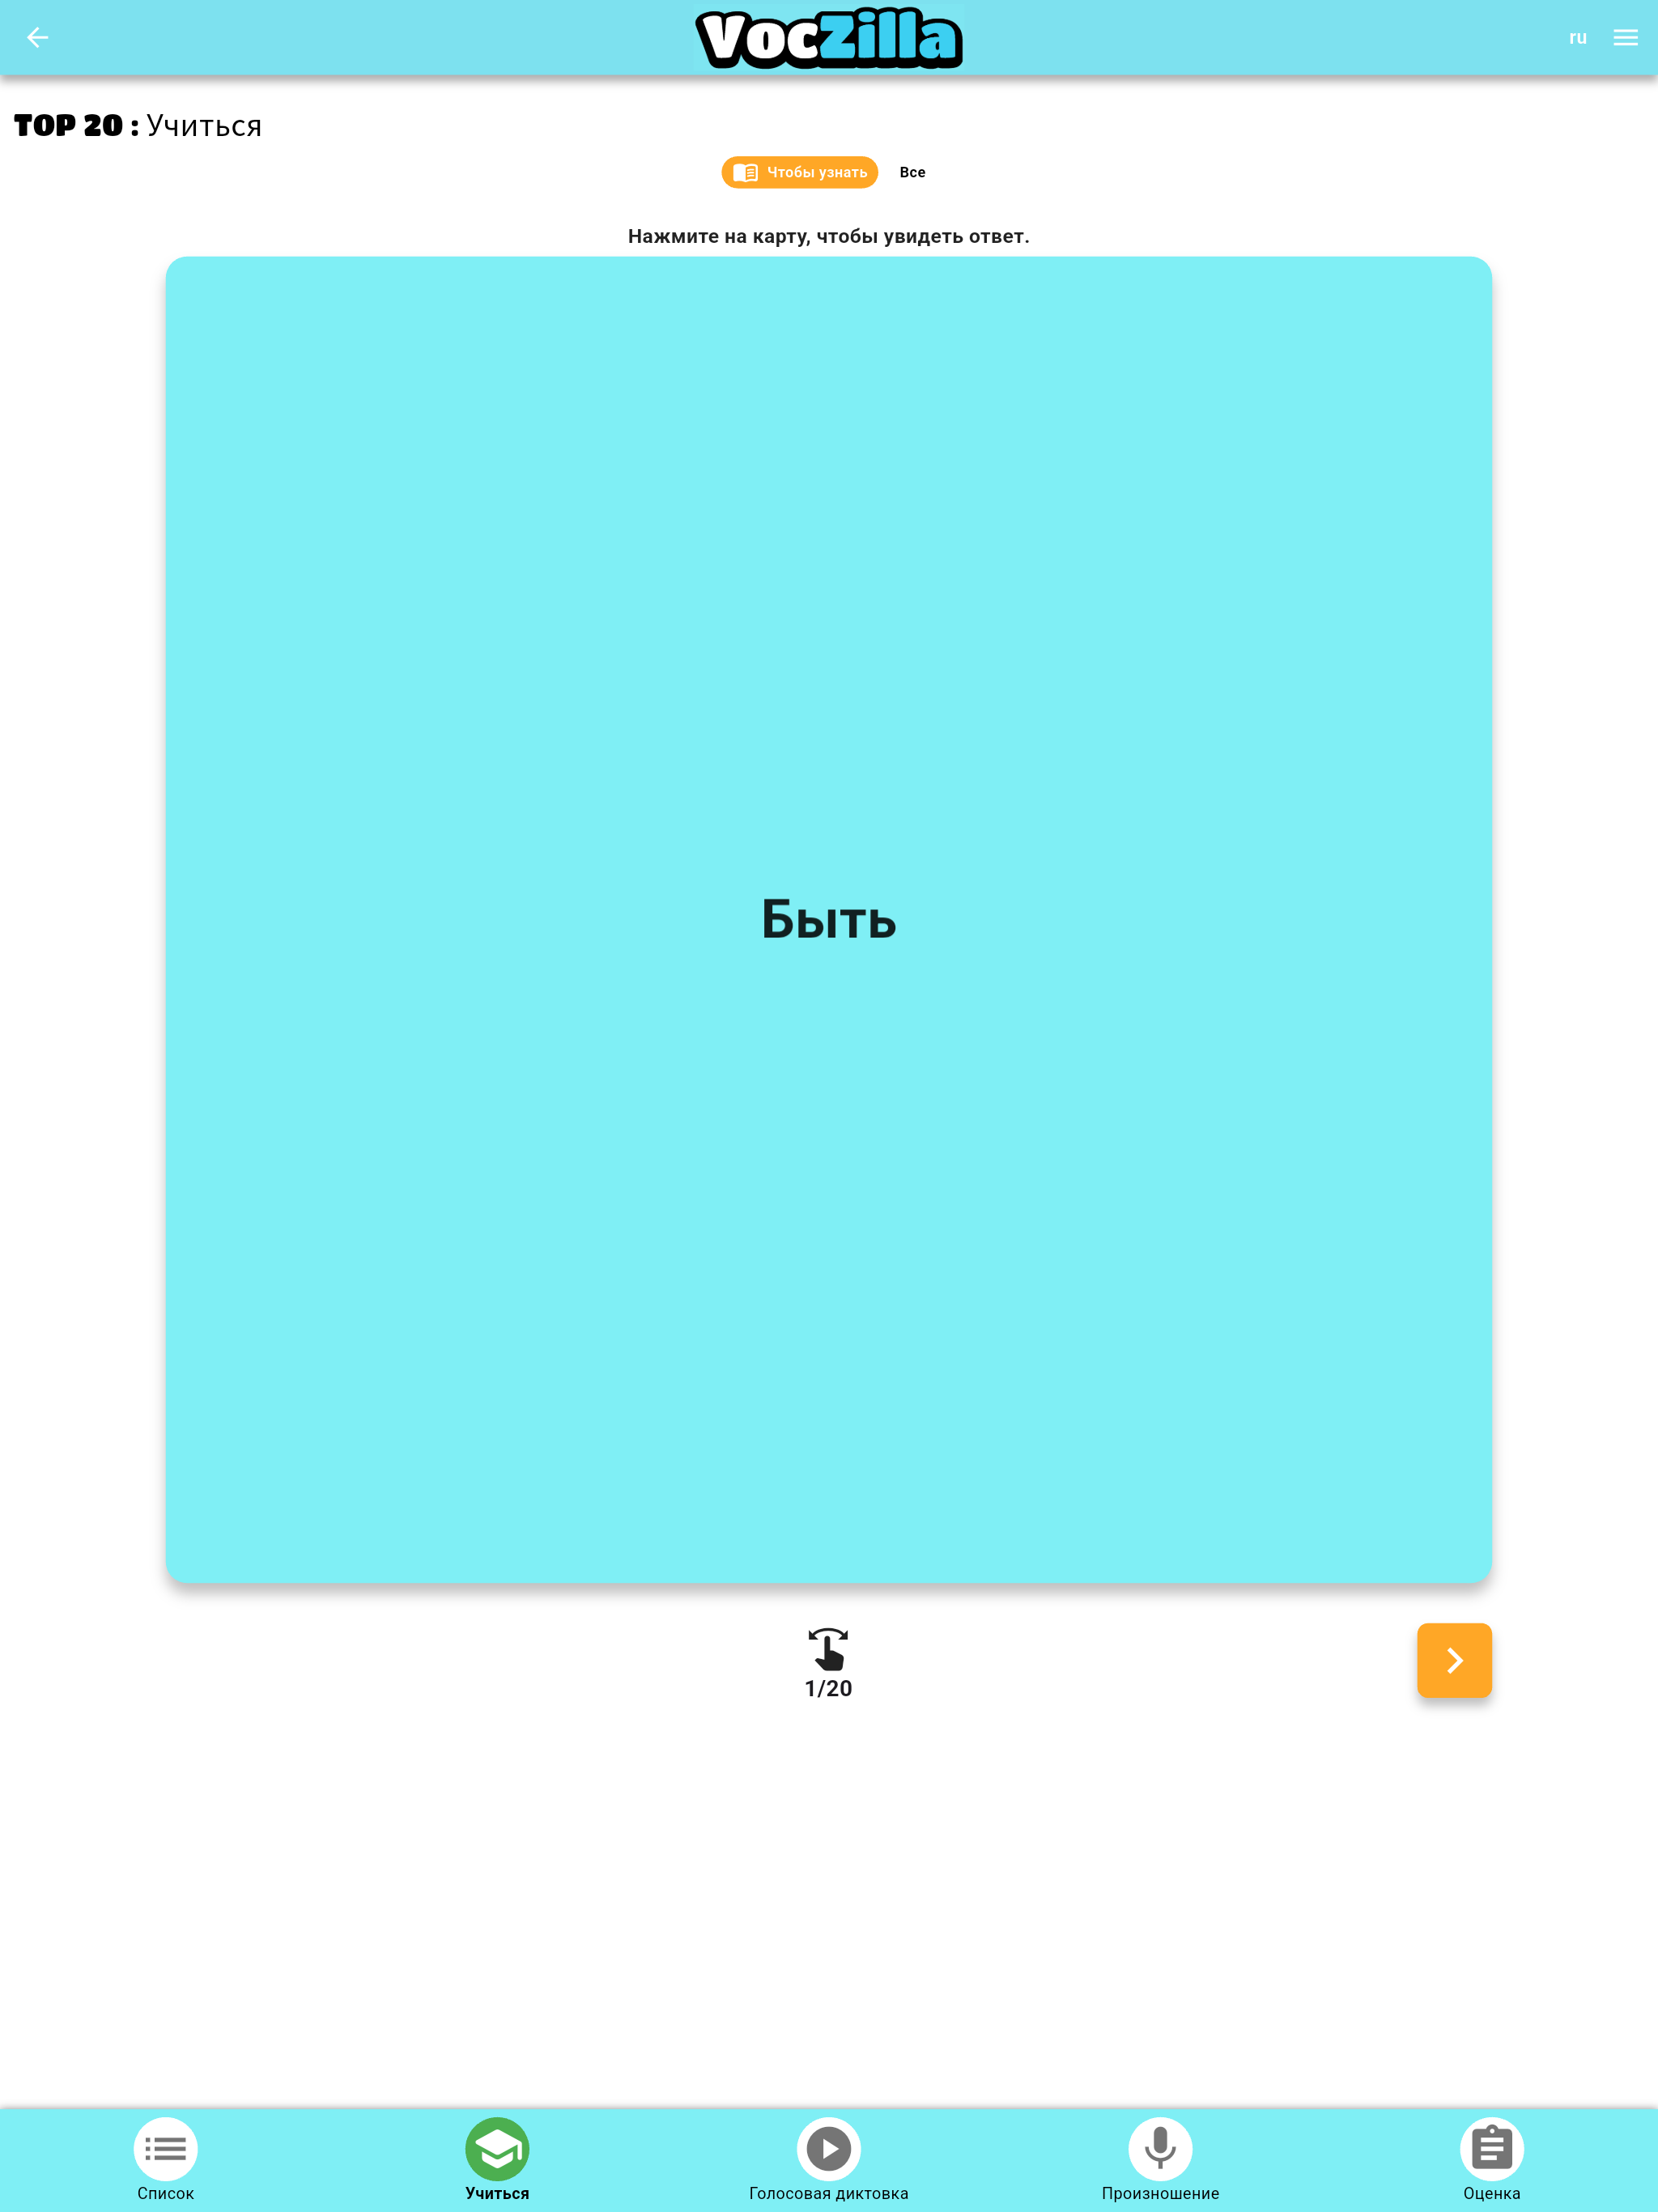 VocZilla
ru
TOP 20 : Учиться
Чтобы узнать
Все
Нажмите на карту, чтобы увидеть ответ.
Быть
1/20
Список
Учиться
Голосовая диктовка
Произношение
Оценка